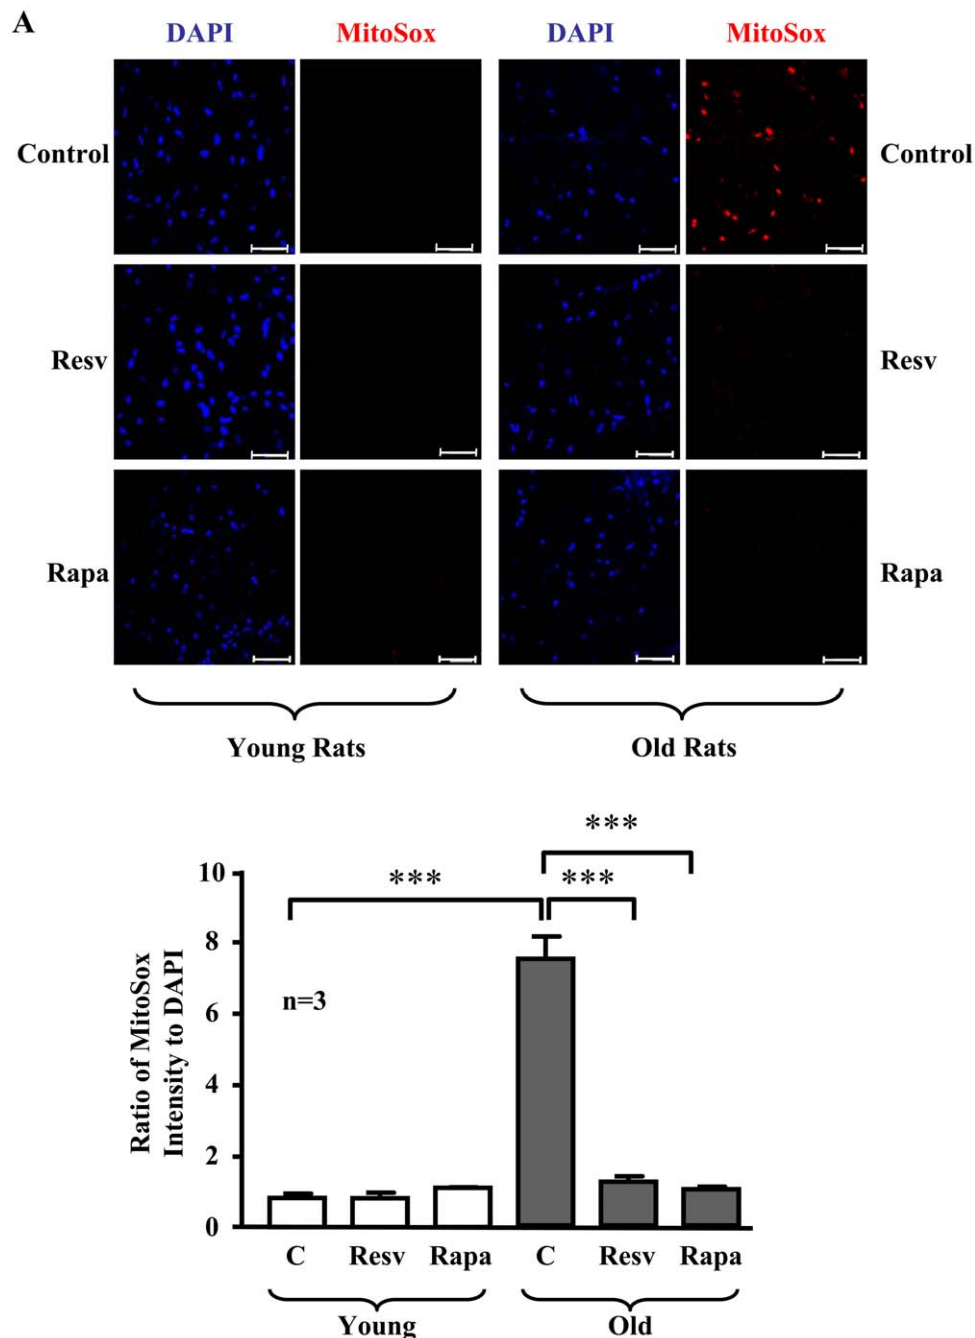 A
DAPI MitoSox DAPI MitoSox
Control Control
Resv Resv
Rapa Rapa
Young Rats Old Rats
***
*** ***
Ratio of MitoSox
Intensity to DAPI
10
8
6
4
2
0
n=3
C Resv Rapa C Resv Rapa
Young Old